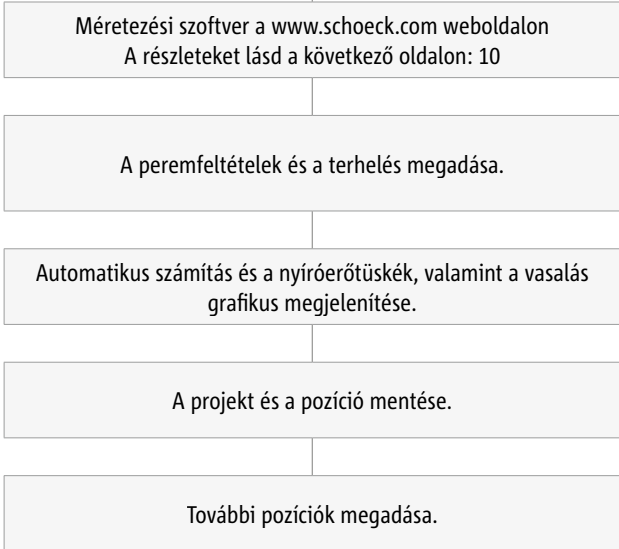 Méretezési szoftver a www.schoeck.com weboldalon
A részleteket lásd a következő oldalon: 10
A peremfeltételek és a terhelés megadása.
Automatikus számítás és a nyíróerőtüskék, valamint a vasalás
grafikus megjelenítése.
A projekt és a pozíció mentése.
További pozíciók megadása.